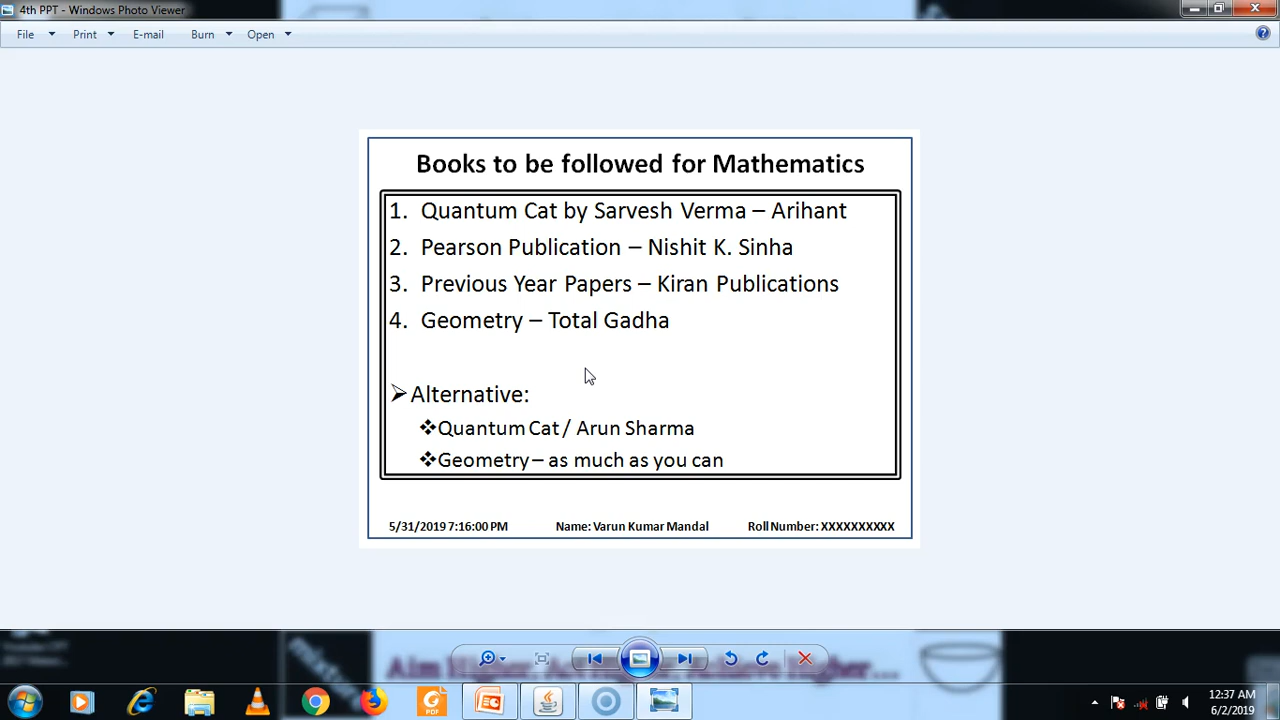 4th PPT - Windows Photo Viewer
File Print E-mail Burn Open
Books to be followed for Mathematics
1. Quantum Cat by Sarvesh Verma – Arihant
2. Pearson Publication – Nishit K. Sinha
3. Previous Year Papers – Kiran Publications
4. Geometry – Total Gadha
➢ Alternative:
❖Quantum Cat / Arun Sharma
❖Geometry – as much as you can
5/31/2019 7:16:00 PM Name: Varun Kumar Mandal Roll Number: XXXXXXXXXX
PDF
12:37 AM
6/2/2019